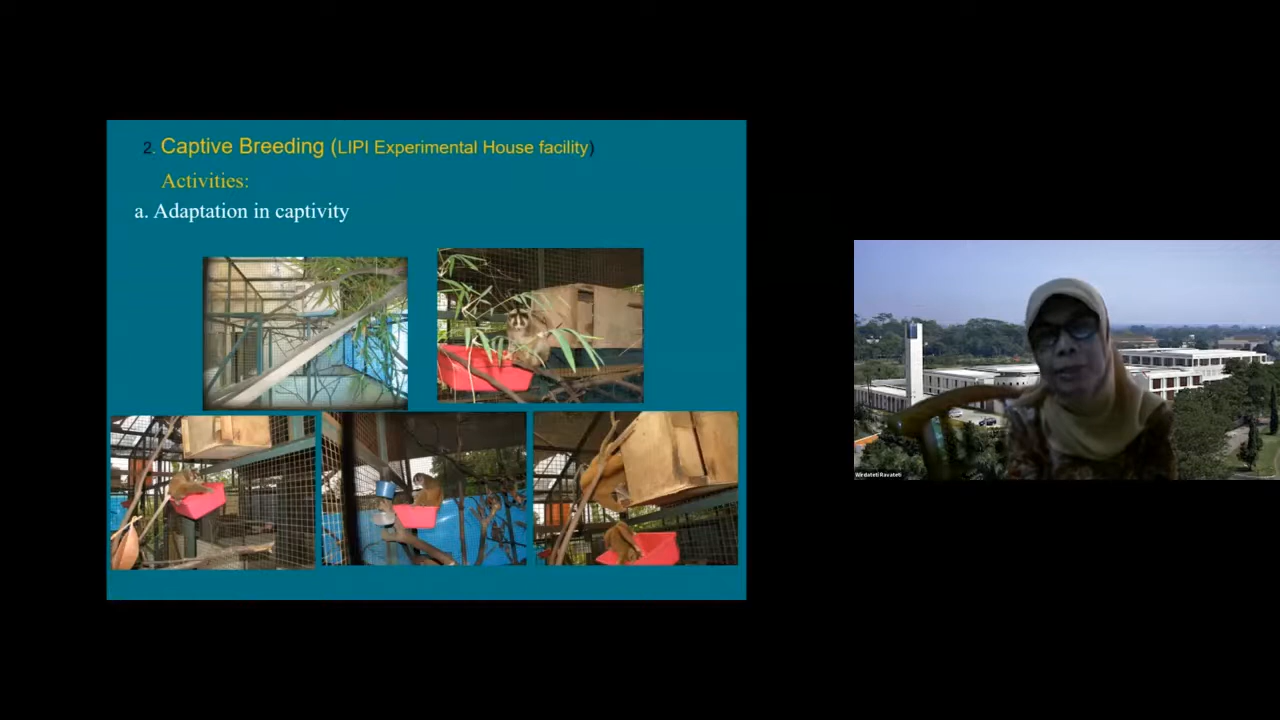 2. Captive Breeding (LIPI Experimental House facility)
Activities:
a. Adaptation in captivity
Wirdateti Ravateti